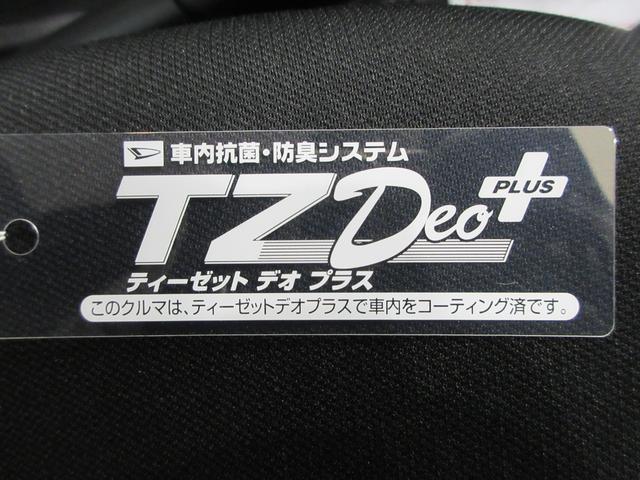 車内抗菌・防臭システム
TZ Deo PLUS
ティーゼット デオ プラス
このクルマは、ティーゼットデオプラスで車内をコーティング済です。